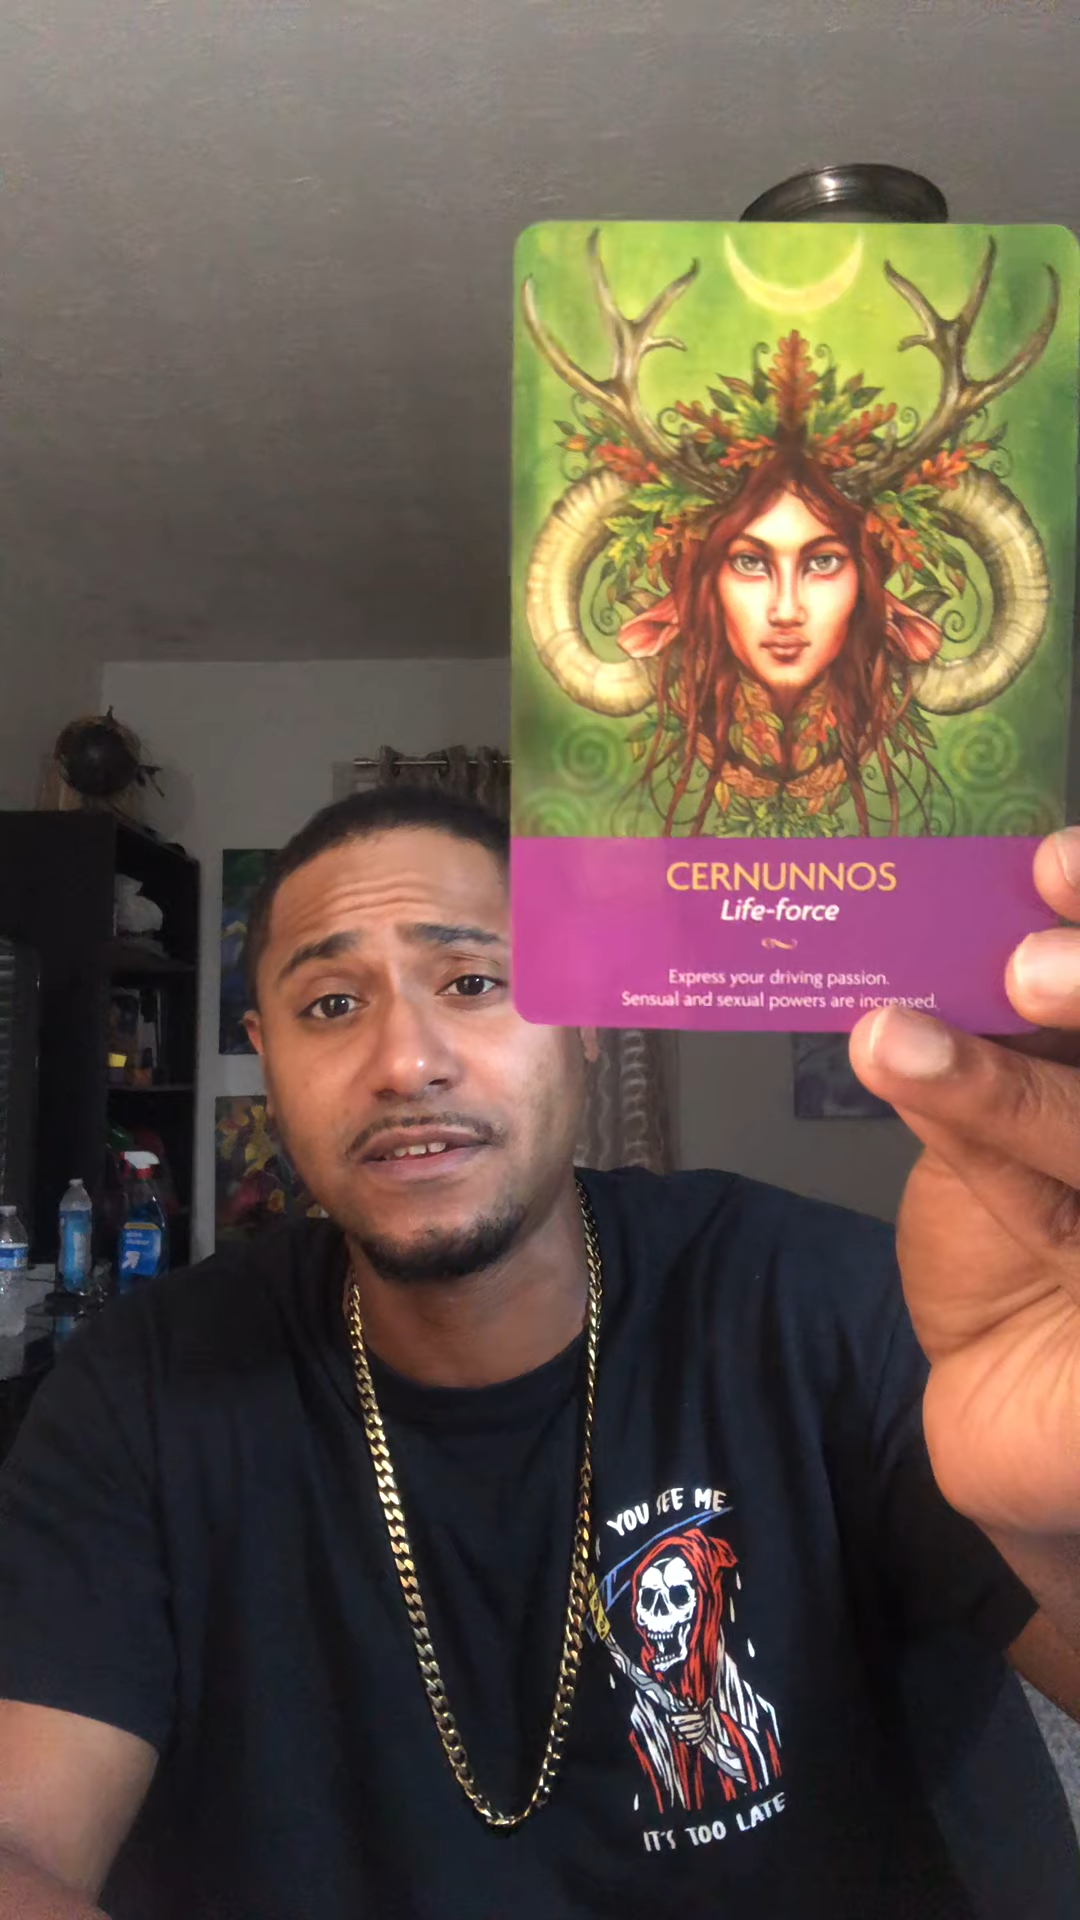 CERNUNNOS
Life-force
Express your driving passion.
Sensual and sexual powers are increased.
YOU SEE ME
IT'S TOO LATE